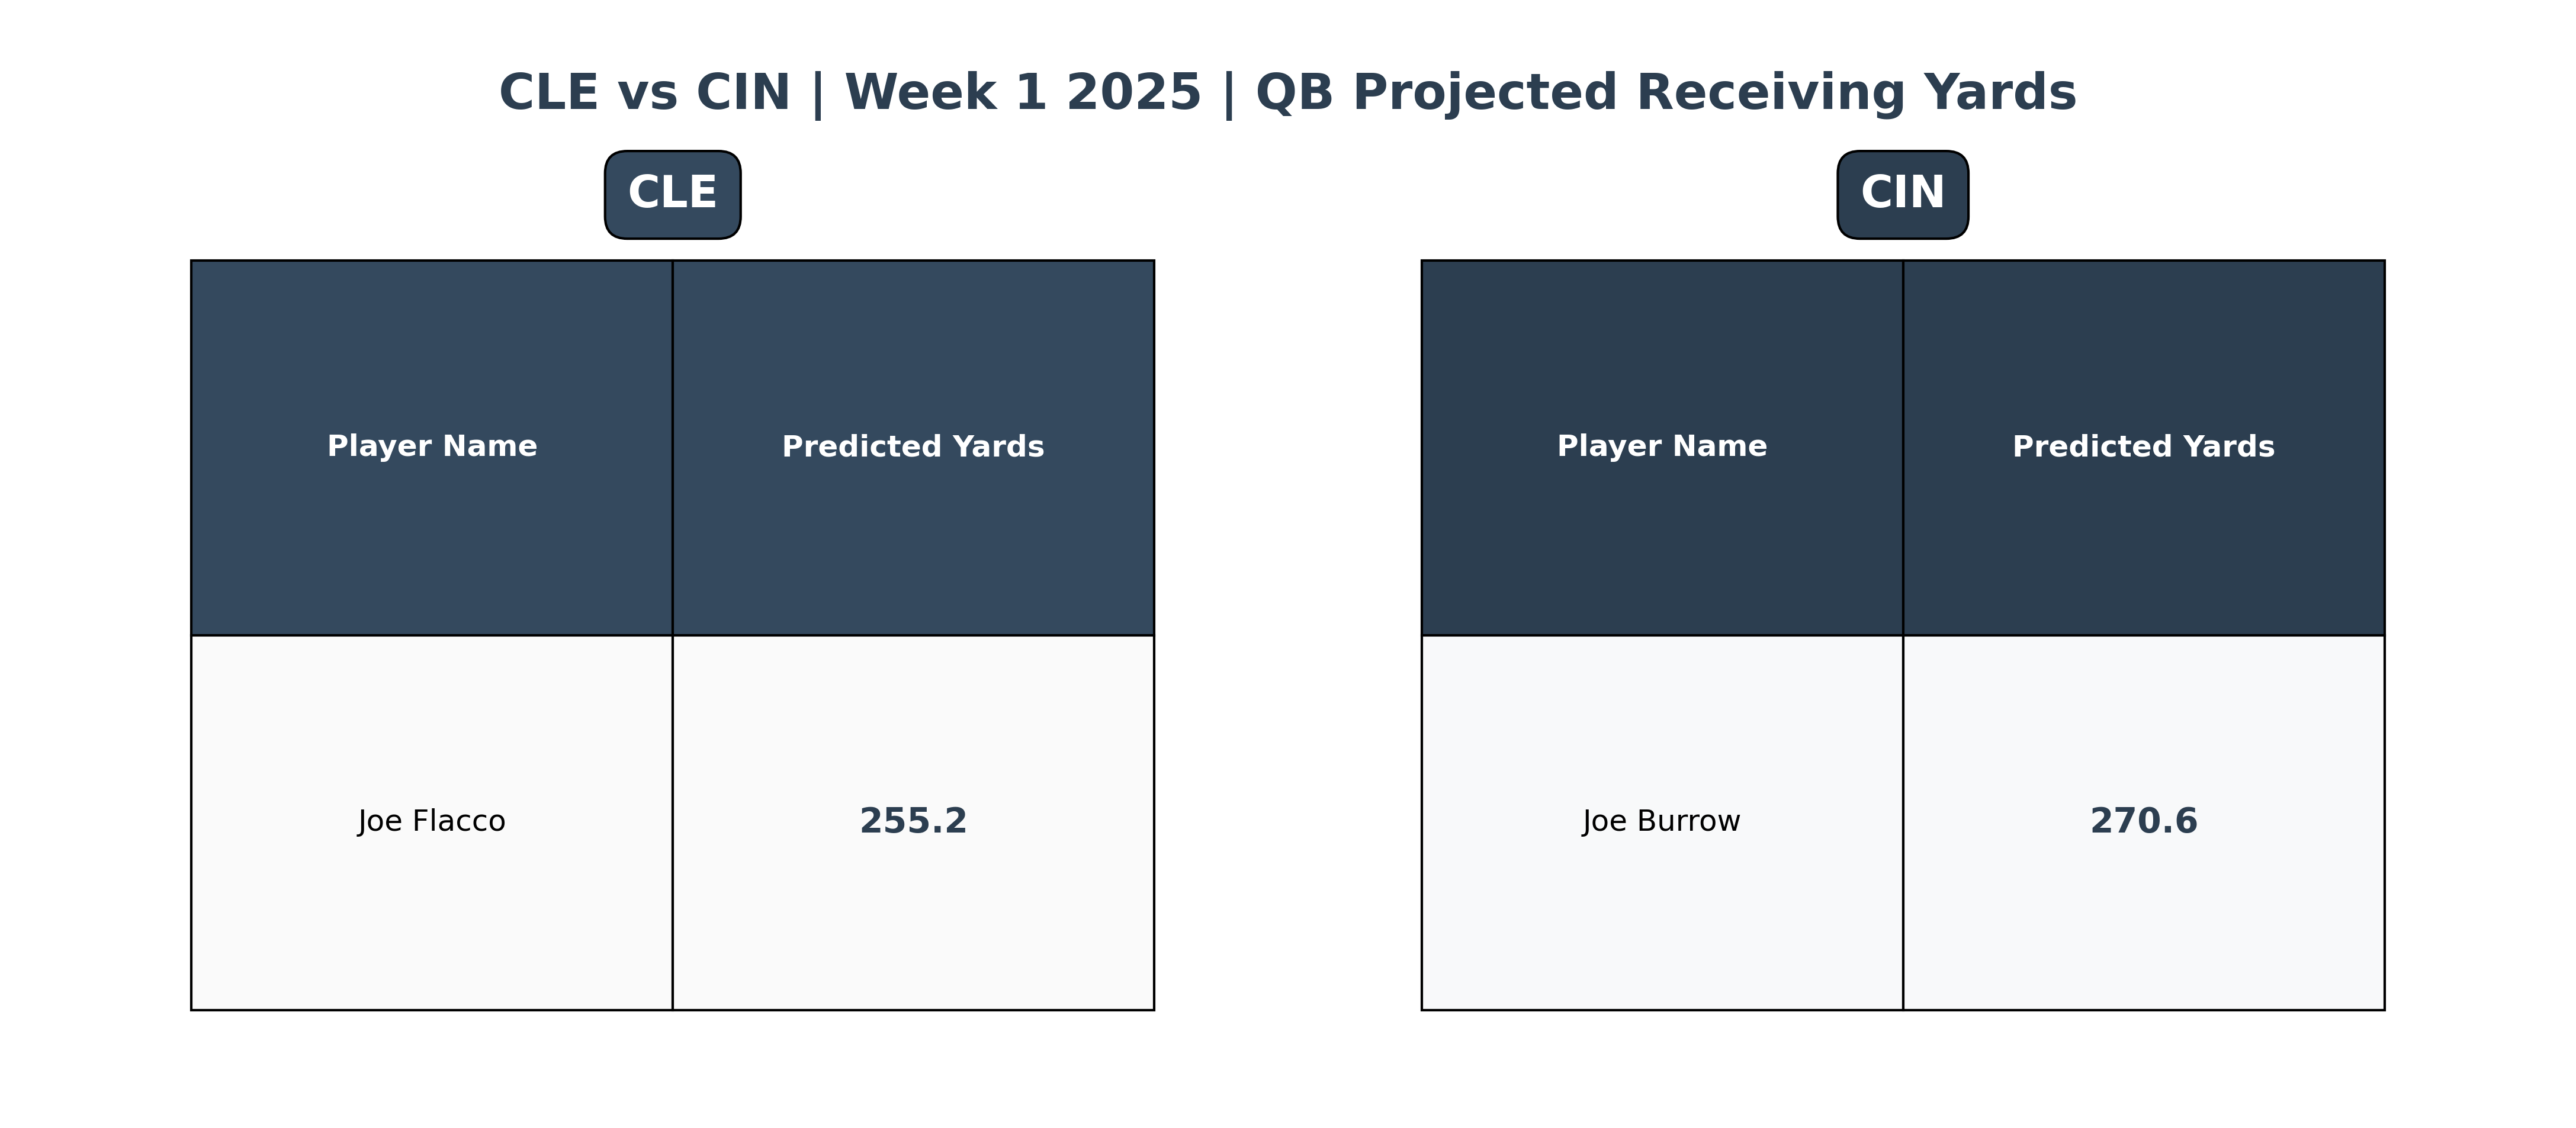 CLE vs CIN | Week 1 2025 | QB Projected Receiving Yards
CLE
Player Name Predicted Yards
Joe Flacco 255.2
CIN
Player Name Predicted Yards
Joe Burrow 270.6